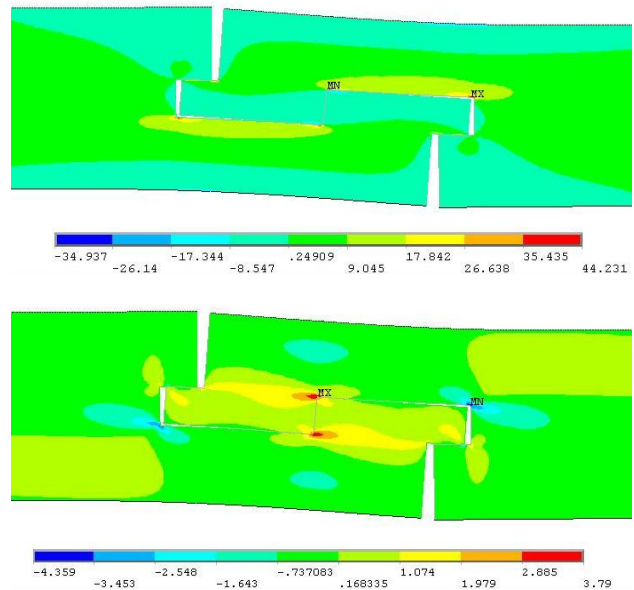 MN
MX
-34.937 -17.344 .24909 17.842 35.435
-26.14 -8.547 9.045 26.638 44.231
MX
MN
-4.359 -2.548 -.737083 1.074 2.885
-3.453 -1.643 .168335 1.979 3.79